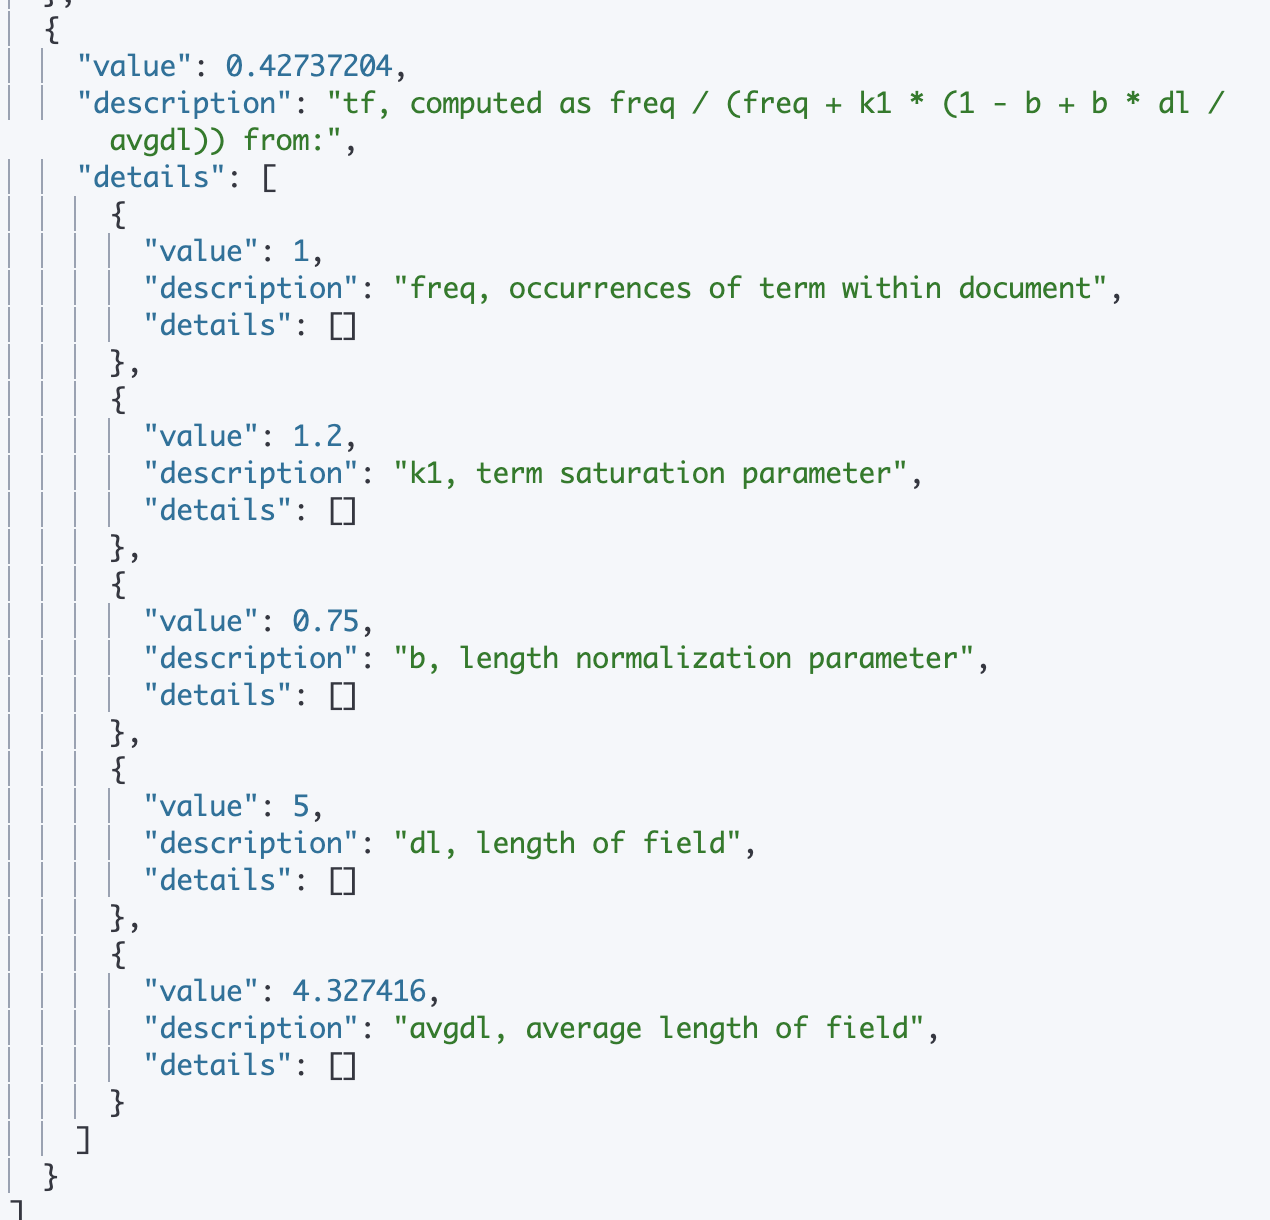 },
{
"value": 0.42737204,
"description": "tf, computed as freq / (freq + k1 * (1 - b + b * dl /
avgdl)) from:",
"details": [
{
"value": 1,
"description": "freq, occurrences of term within document",
"details": []
},
{
"value": 1.2,
"description": "k1, term saturation parameter",
"details": []
},
{
"value": 0.75,
"description": "b, length normalization parameter",
"details": []
},
{
"value": 5,
"description": "dl, length of field",
"details": []
},
{
"value": 4.327416,
"description": "avgdl, average length of field",
"details": []
}
]
}
]